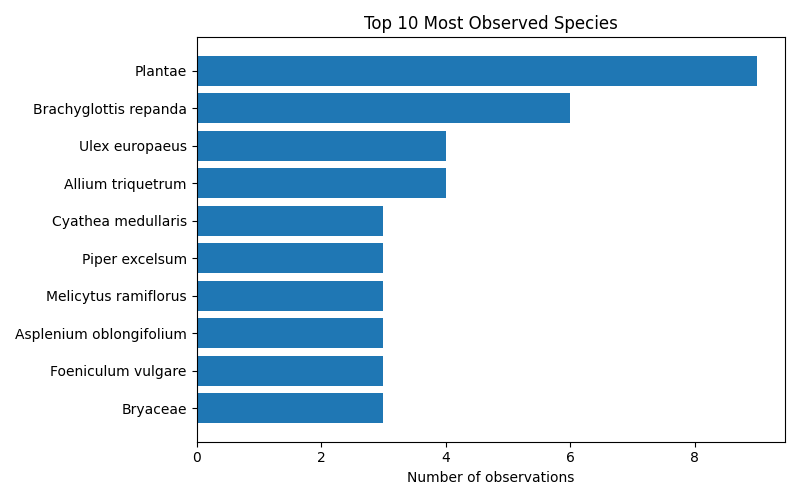 Top 10 Most Observed Species
Plantae
Brachyglottis repanda
Ulex europaeus
Allium triquetrum
Cyathea medullaris
Piper excelsum
Melicytus ramiflorus
Asplenium oblongifolium
Foeniculum vulgare
Bryaceae
0 2 4 6 8
Number of observations